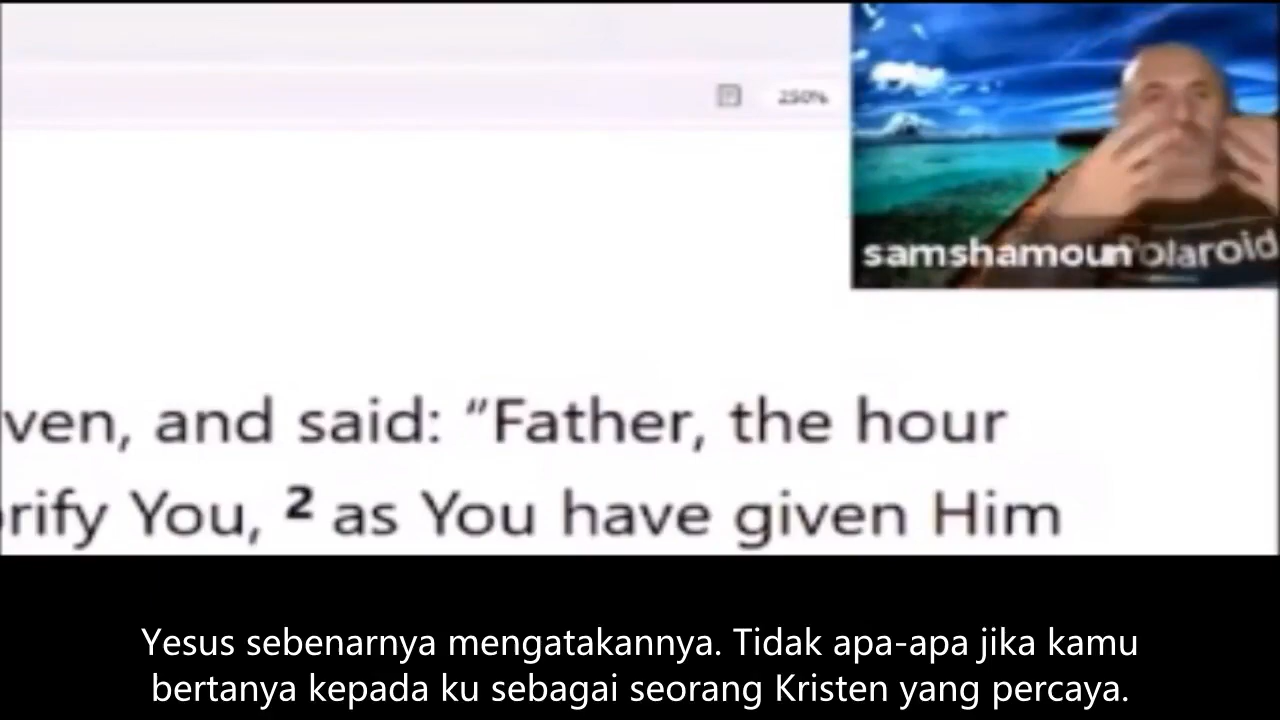 250%
samshamoun
Polaroid
ven, and said: “Father, the hour
rify You, 2 as You have given Him
Yesus sebenarnya mengatakannya. Tidak apa-apa jika kamu
bertanya kepada ku sebagai seorang Kristen yang percaya.